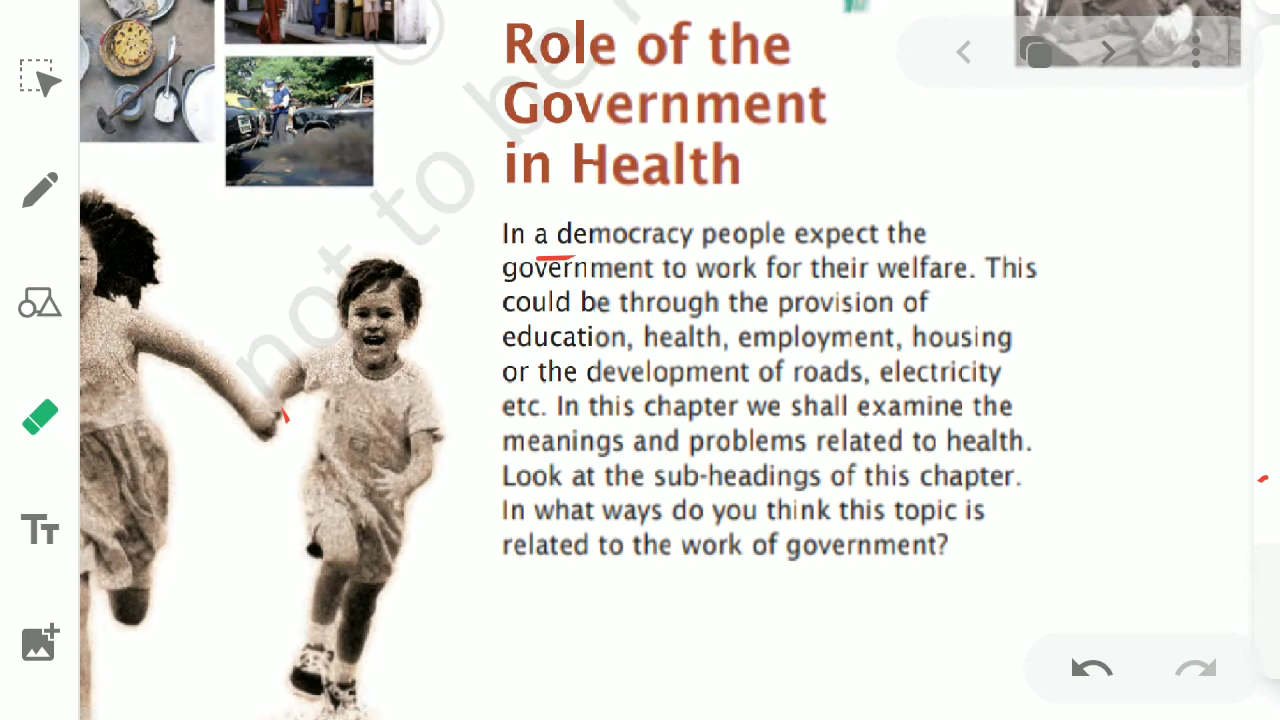 Role of the
Government
in Health
not to be r
In a democracy people expect the
government to work for their welfare. This
could be through the provision of
education, health, employment, housing
or the development of roads, electricity
etc. In this chapter we shall examine the
meanings and problems related to health.
Look at the sub-headings of this chapter.
In what ways do you think this topic is
related to the work of government?